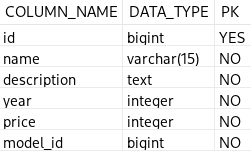 COLUMN_NAME DATA_TYPE PK
id bigint YES
name varchar(15) NO
description text NO
year integer NO
price integer NO
model_id bigint NO